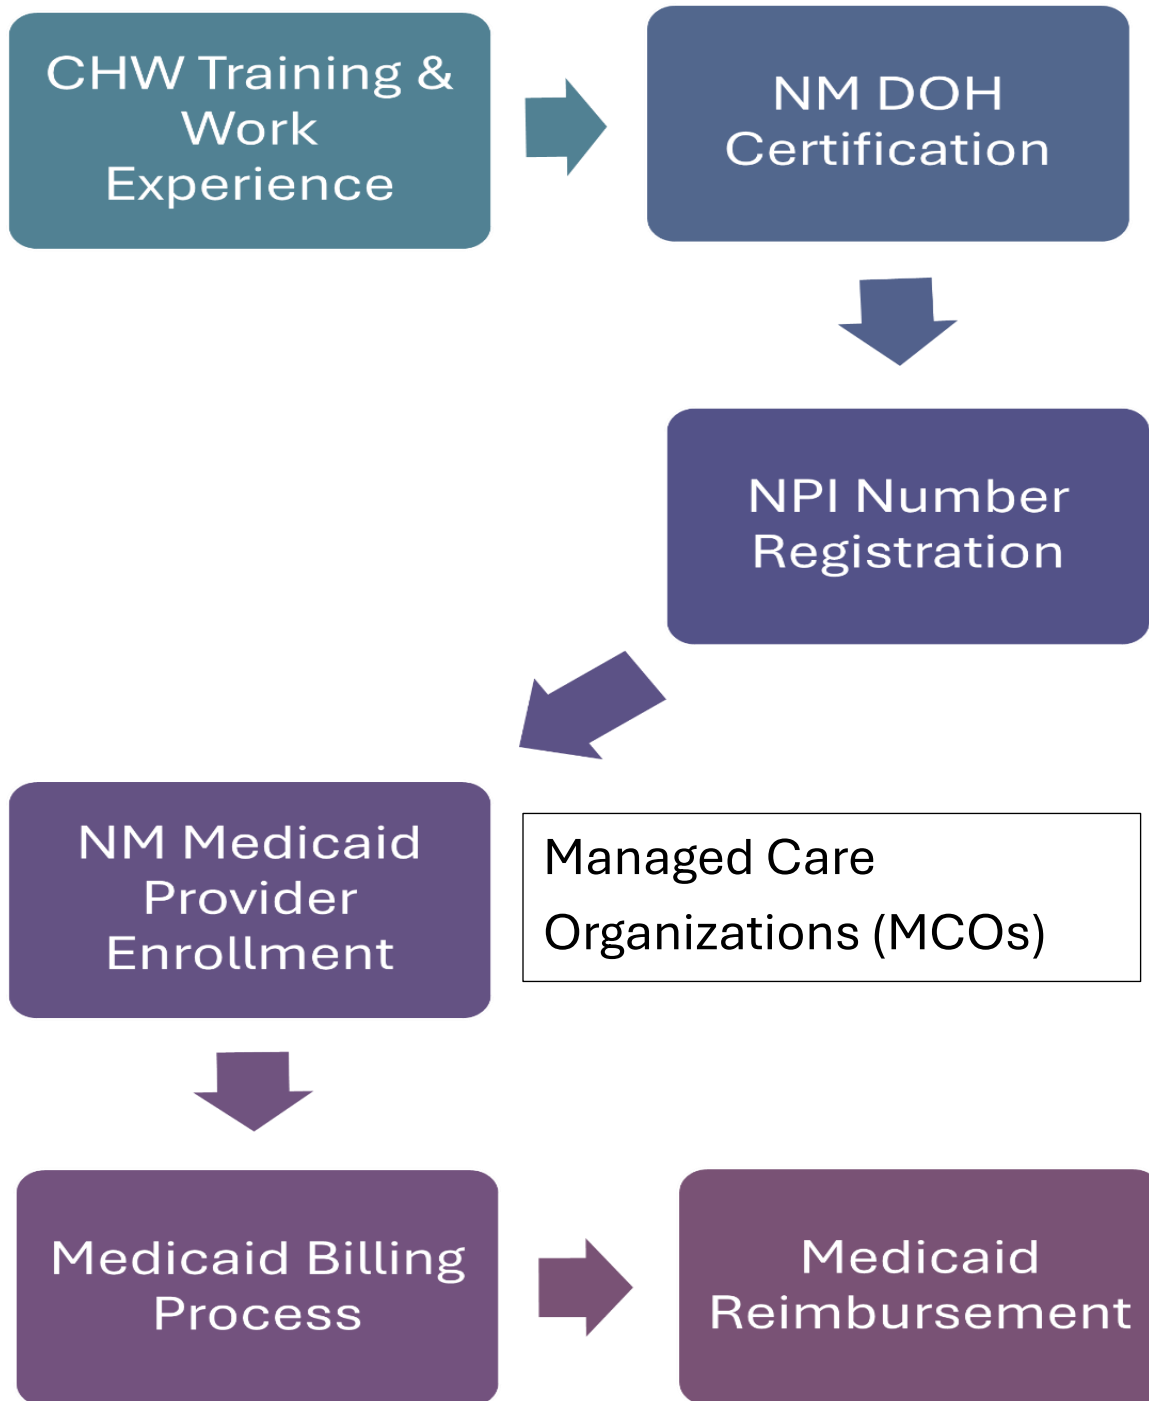 CHW Training &
Work
Experience
NM DOH
Certification
NPI Number
Registration
NM Medicaid
Provider
Enrollment
Managed Care
Organizations (MCOs)
Medicaid Billing
Process
Medicaid
Reimbursement